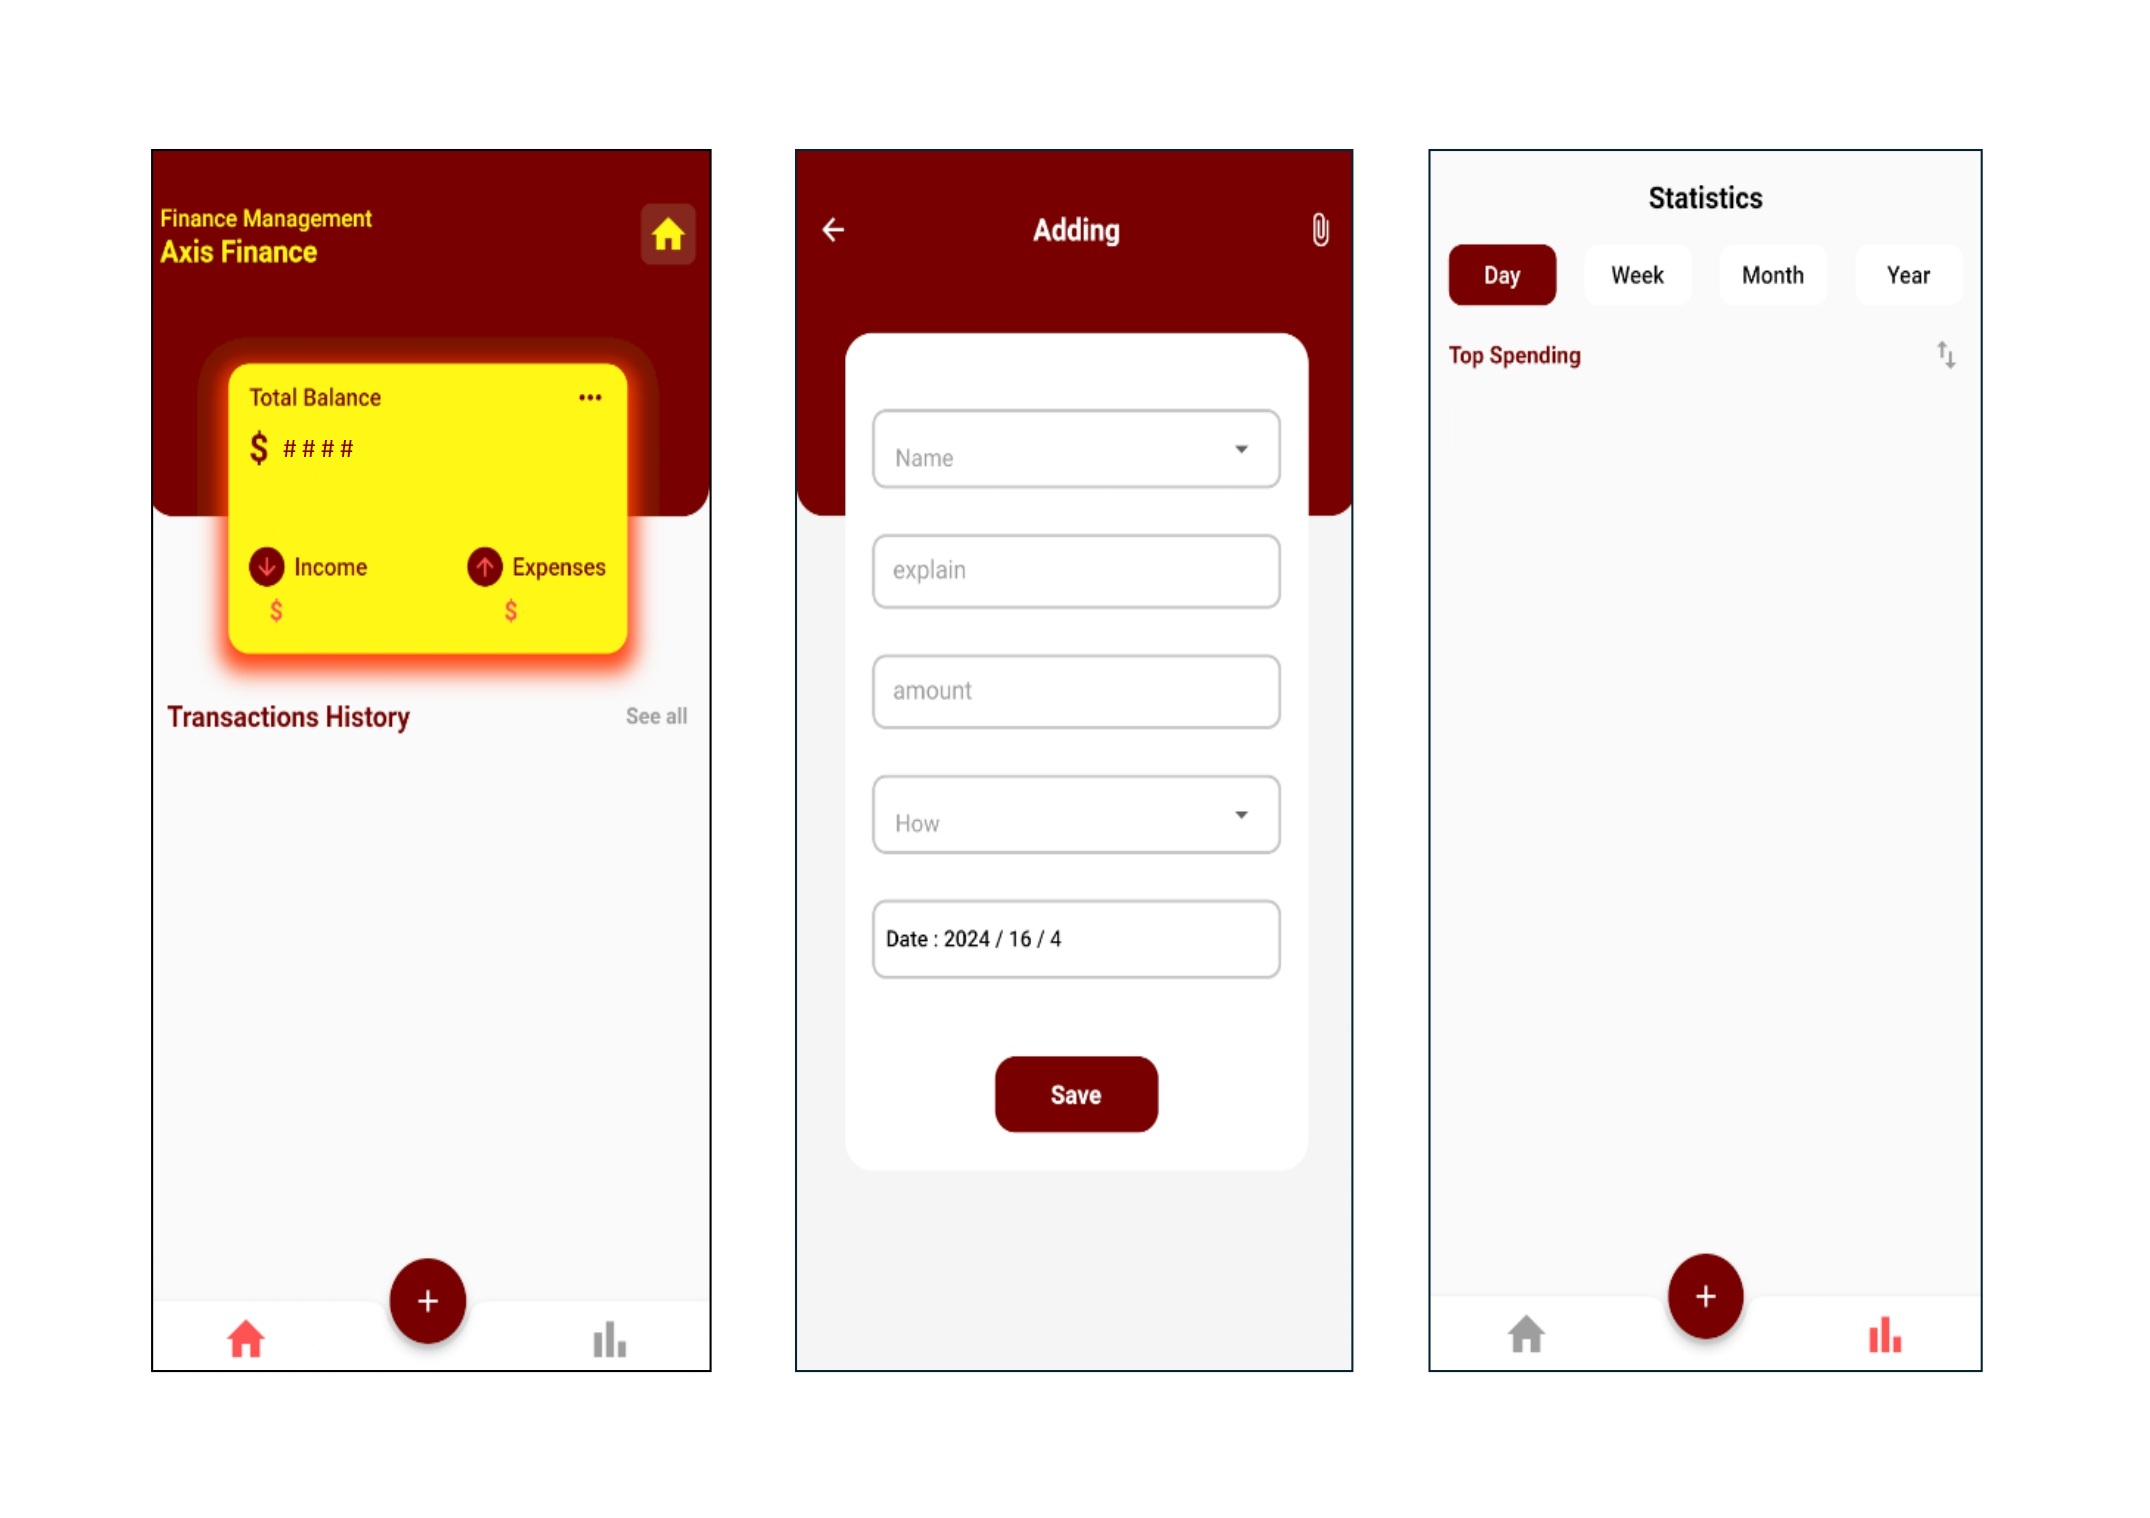 Finance Management
Axis Finance
Total Balance
$ ####
Income
Expenses
$
$
Transactions History
See all
Adding
Name
explain
amount
How
Date : 2024 / 16 / 4
Save
Statistics
Day
Week
Month
Year
Top Spending